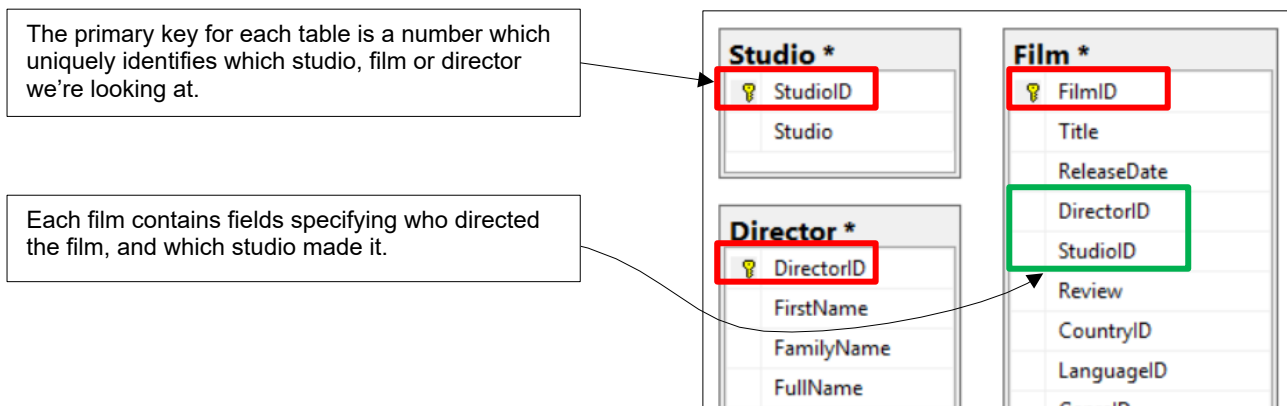 The primary key for each table is a number which
uniquely identifies which studio, film or director
we’re looking at.
Each film contains fields specifying who directed
the film, and which studio made it.
Studio *
StudioID
Studio
Director *
DirectorID
FirstName
FamilyName
FullName
Film *
FilmID
Title
ReleaseDate
DirectorID
StudioID
Review
CountryID
LanguageID